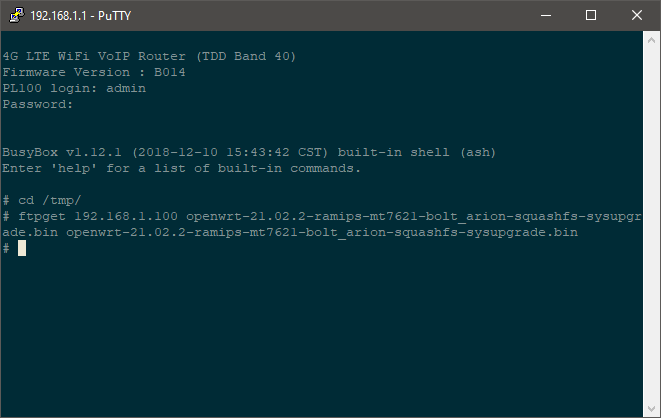 192.168.1.1 - PuTTY
4G LTE WiFi VoIP Router (TDD Band 40)
Firmware Version : B014
PL100 login: admin
Password:
BusyBox v1.12.1 (2018-12-10 15:43:42 CST) built-in shell (ash)
Enter 'help' for a list of built-in commands.
# cd /tmp/
# ftpget 192.168.1.100 openwrt-21.02.2-ramips-mt7621-bolt_arion-squashfs-sysupgr
ade.bin openwrt-21.02.2-ramips-mt7621-bolt_arion-squashfs-sysupgrade.bin
#